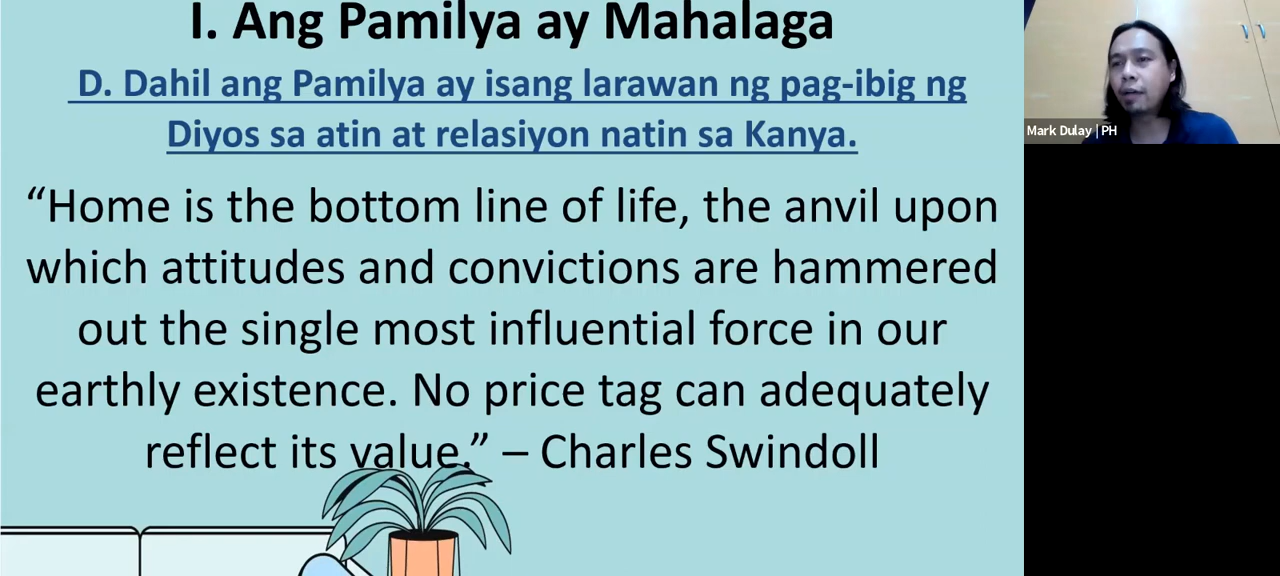 I. Ang Pamilya ay Mahalaga
D. Dahil ang Pamilya ay isang larawan ng pag-ibig ng
Diyos sa atin at relasiyon natin sa Kanya.
“Home is the bottom line of life, the anvil upon
which attitudes and convictions are hammered
out the single most influential force in our
earthly existence. No price tag can adequately
reflect its value.” – Charles Swindoll
Mark Dulay | PH